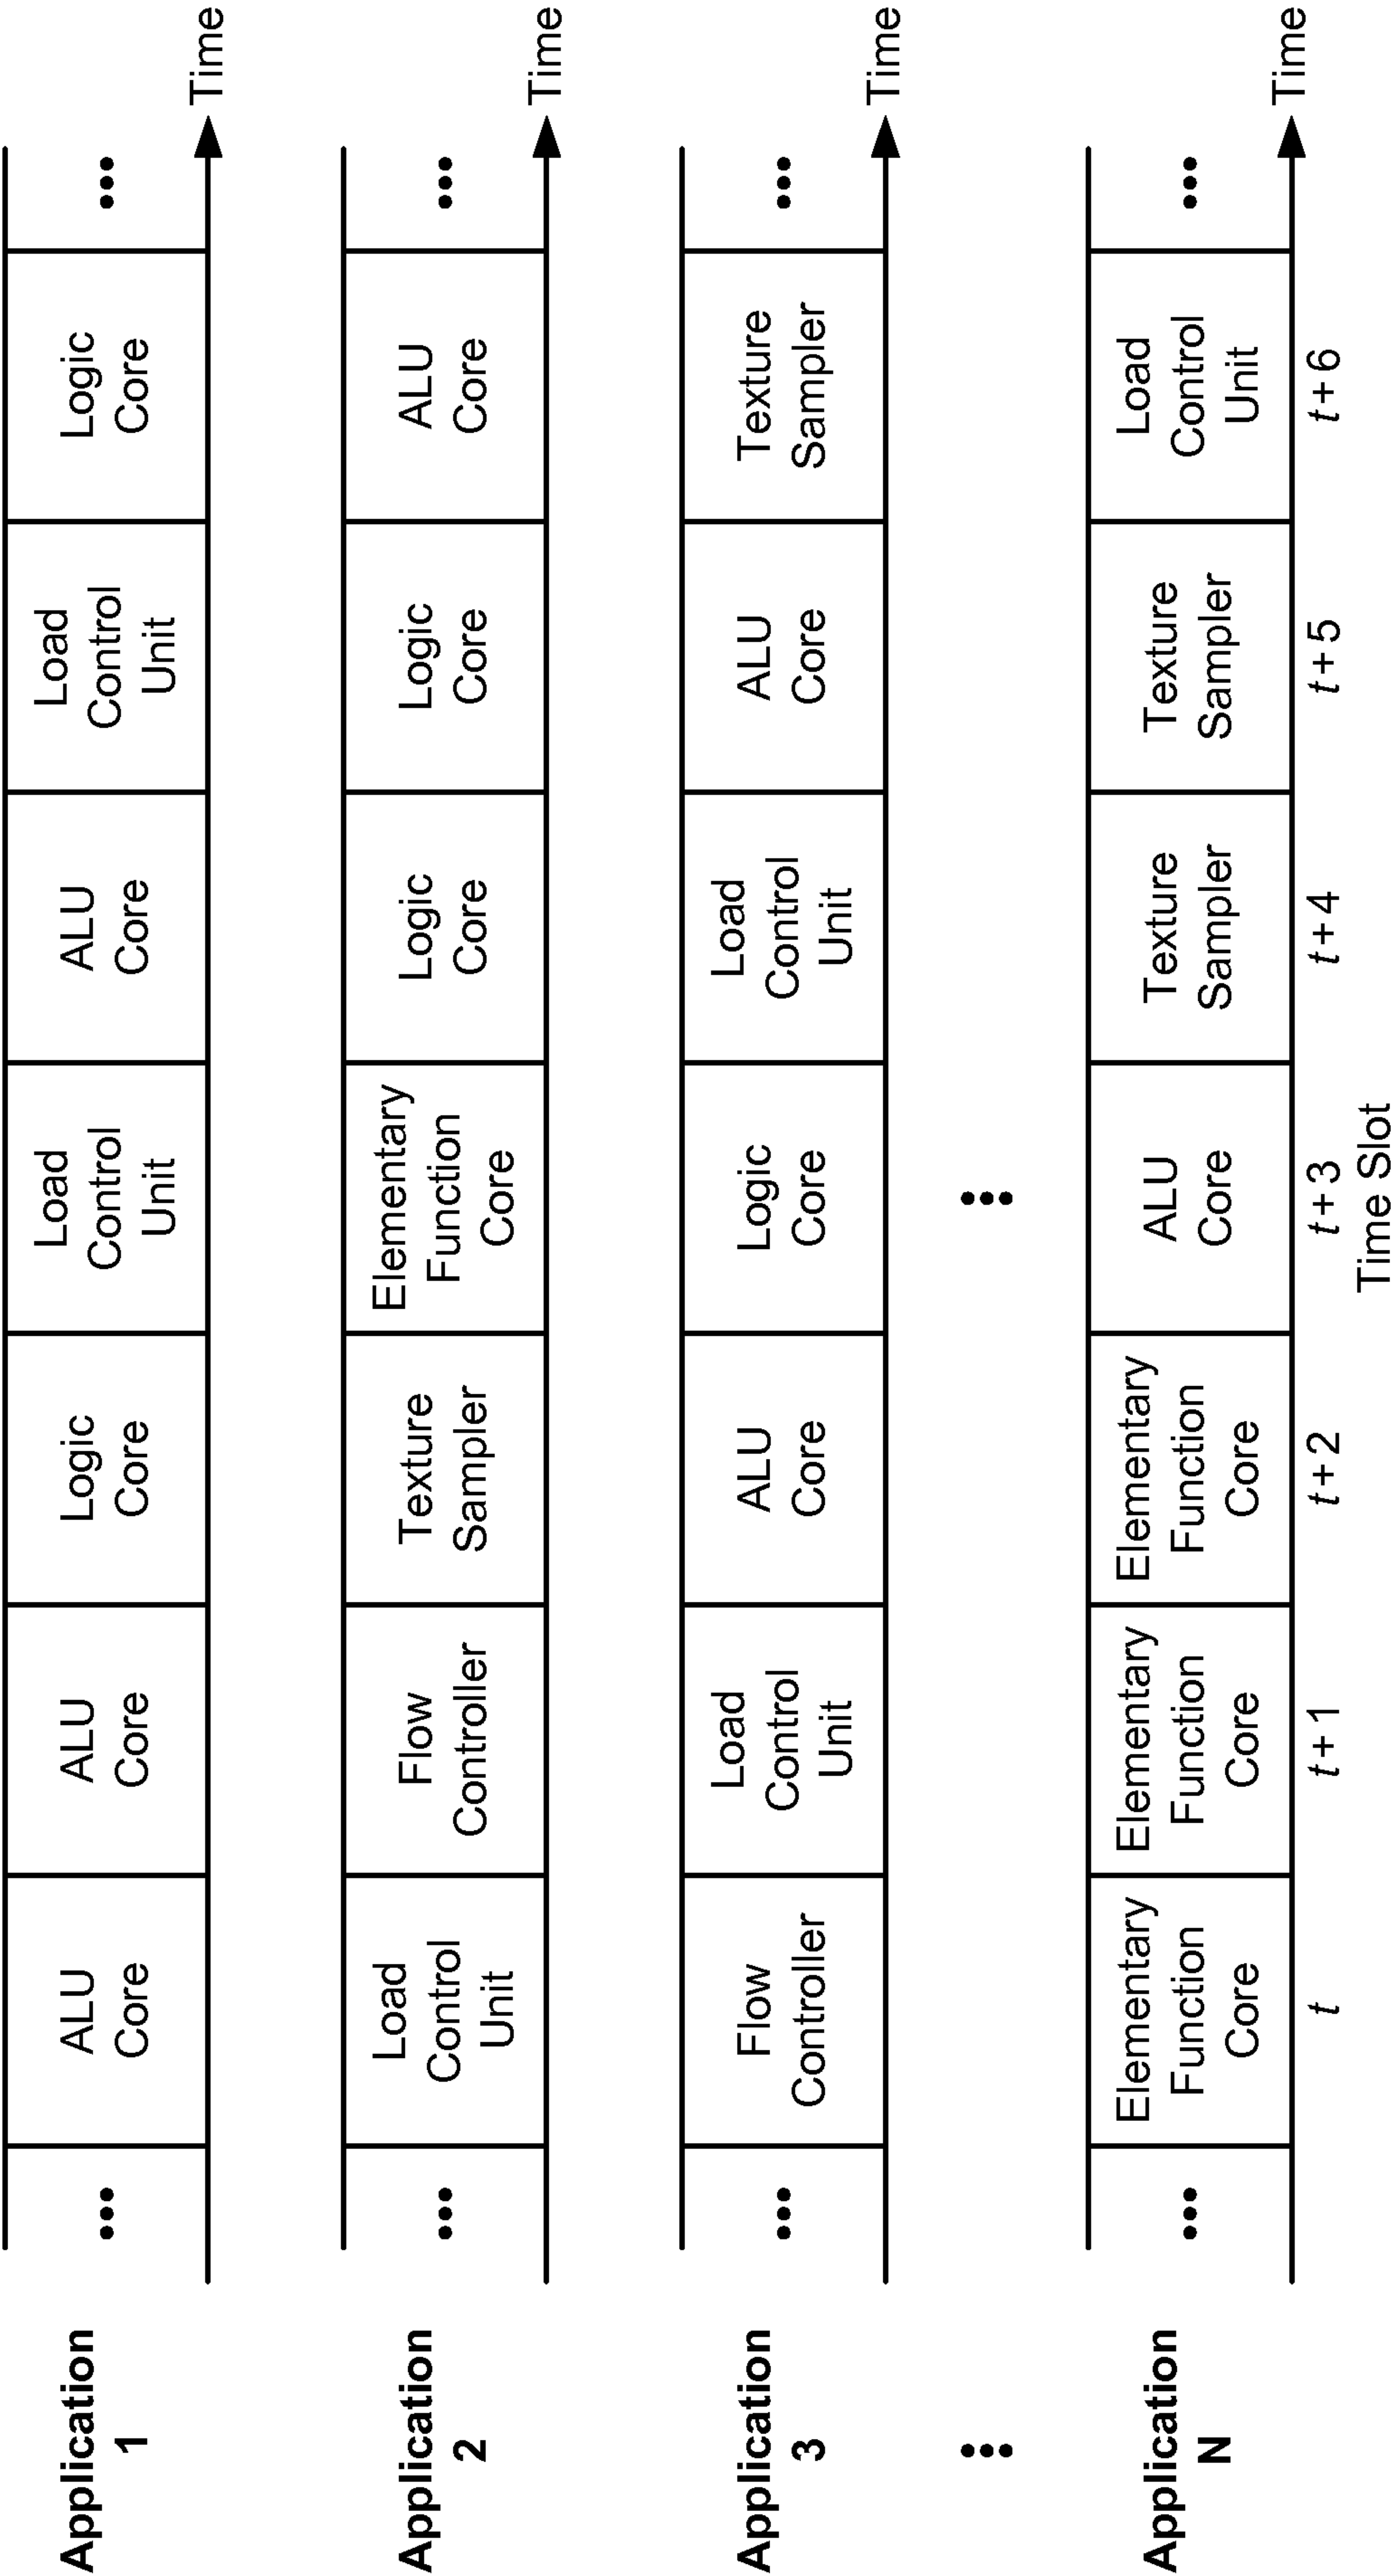 Application
1
•••
ALU
Core
ALU
Core
Logic
Core
Load
Control
Unit
ALU
Core
Load
Control
Unit
Logic
Core
•••
Time
Application
2
•••
Load
Control
Unit
Flow
Controller
Texture
Sampler
Elementary
Function
Core
Logic
Core
Logic
Core
ALU
Core
•••
Time
Application
3
•••
Flow
Controller
Load
Control
Unit
ALU
Core
Logic
Core
Load
Control
Unit
ALU
Core
Texture
Sampler
•••
Time
•••
•••
Application
N
•••
Elementary
Function
Core
Elementary
Function
Core
Elementary
Function
Core
ALU
Core
Texture
Sampler
Texture
Sampler
Load
Control
Unit
•••
Time
t
t+1
t+2
t+3
t+4
t+5
t+6
Time Slot